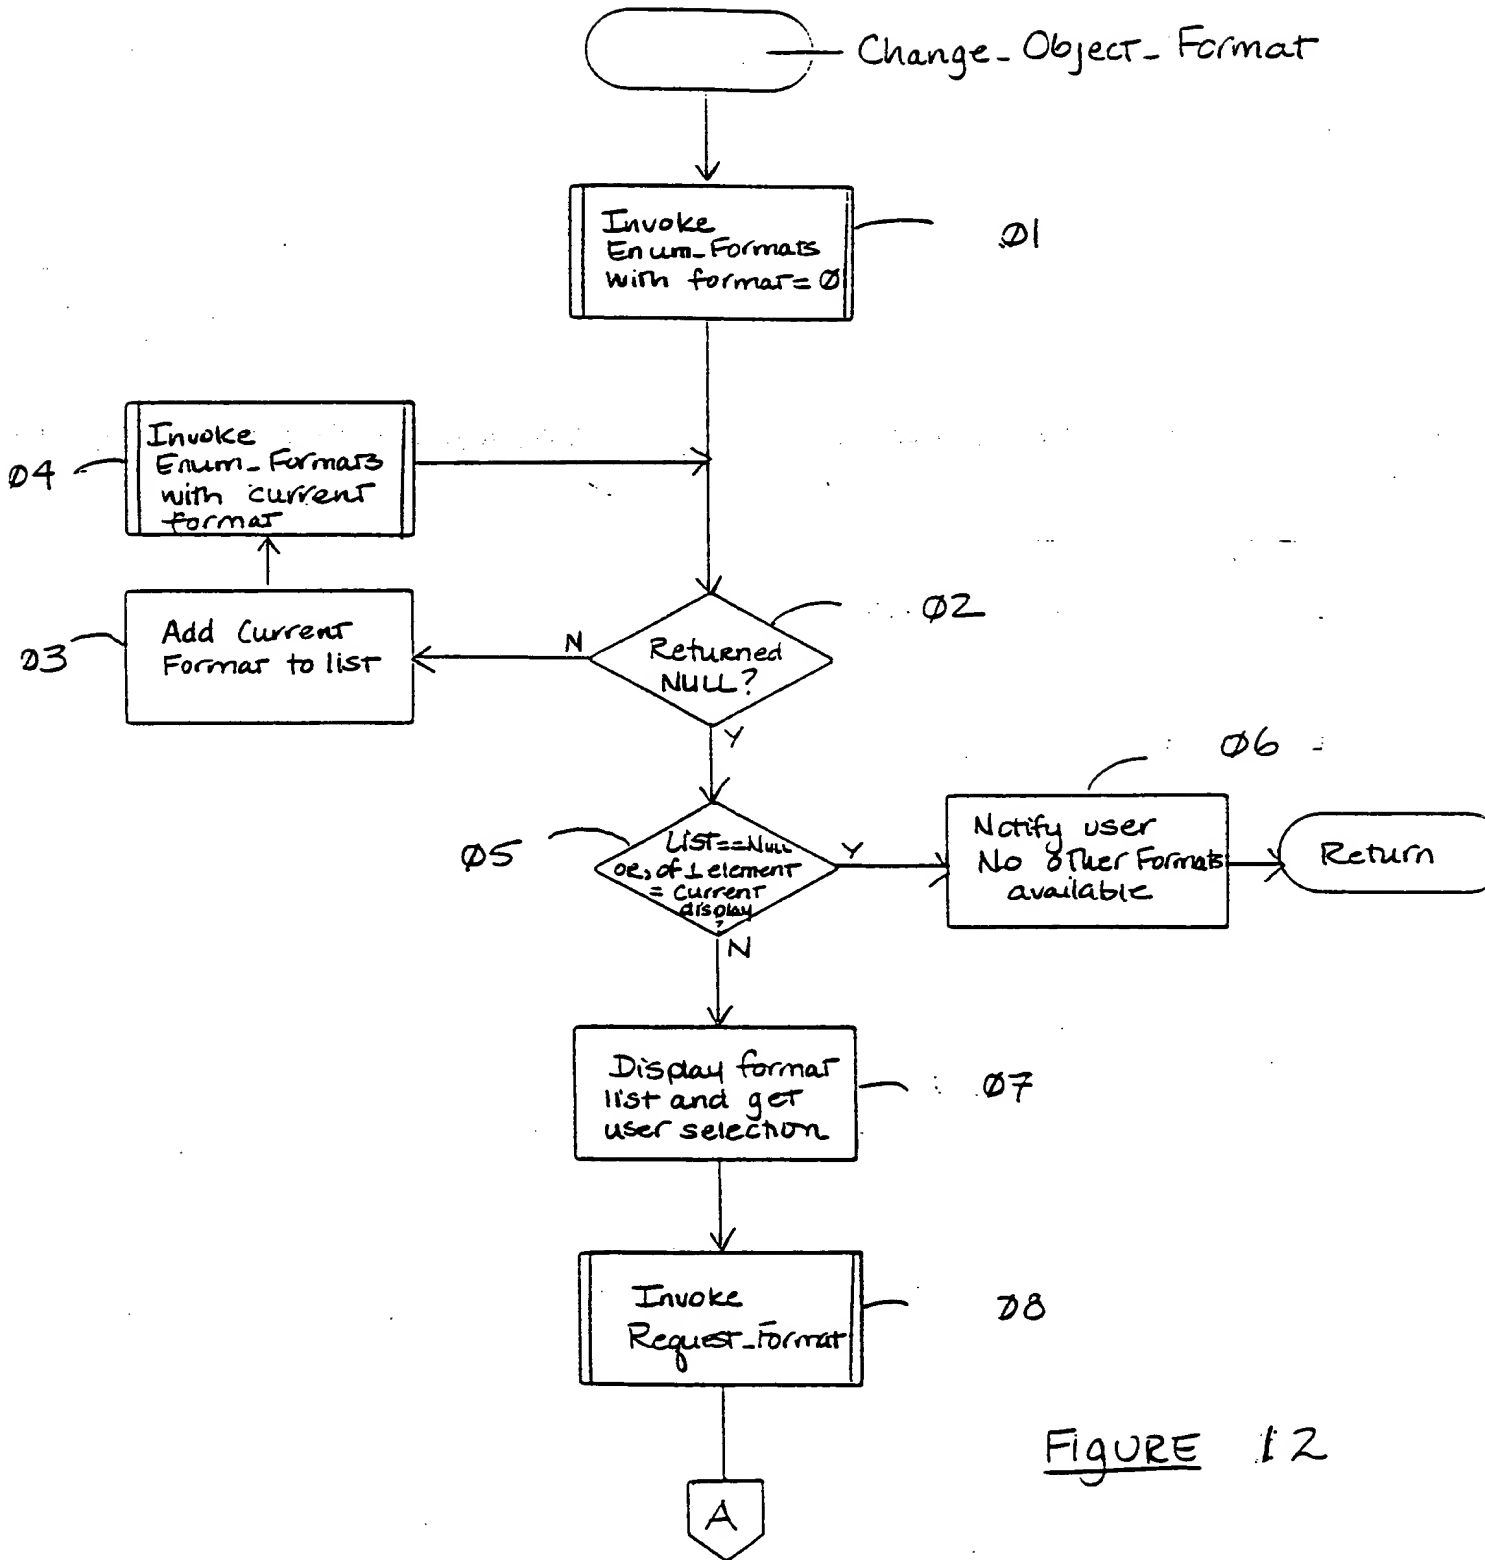 Change_Object_Format
Invoke
Enum_Formats
with format=Ø
Ø1
Invoke
Enum_Formats
with current
format
Ø4
Ø2
Returned
NULL?
N
Add Current
Format to list
Ø3
Y
Ø6
List==Null
or, of 1 element
= Current
display
?
Ø5
Y
Notify user
No other Formats
available
Return
N
Display format
list and get
user selection
Ø7
Invoke
Request_Format
Ø8
FIGURE 12
A